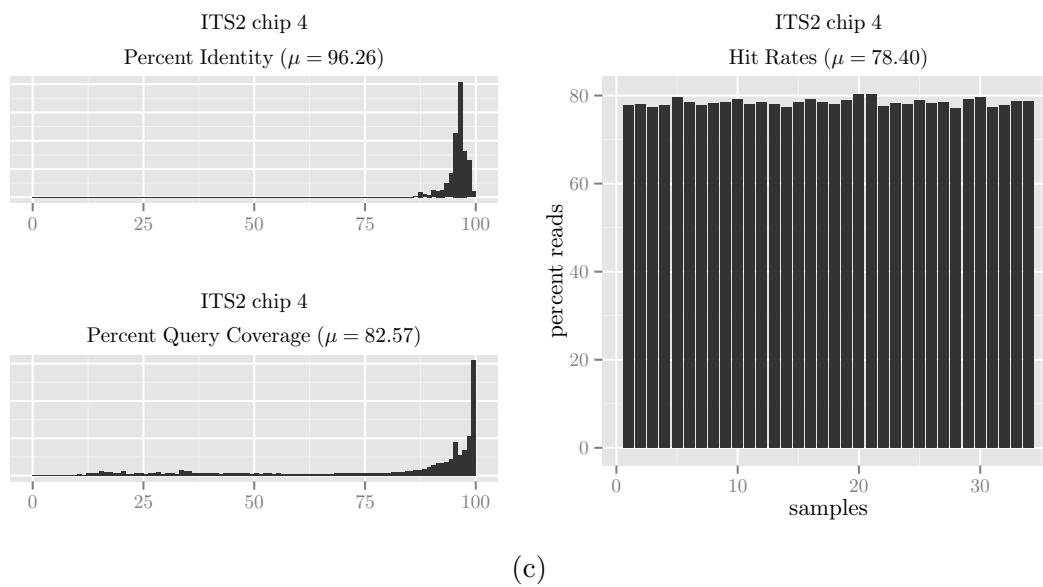 ITS2 chip 4
Percent Identity (μ = 96.26)
0 25 50 75 100
ITS2 chip 4
Percent Query Coverage (μ = 82.57)
0 25 50 75 100
ITS2 chip 4
Hit Rates (μ = 78.40)
percent reads
80
60
40
20
0
0 10 20 30
samples
(c)